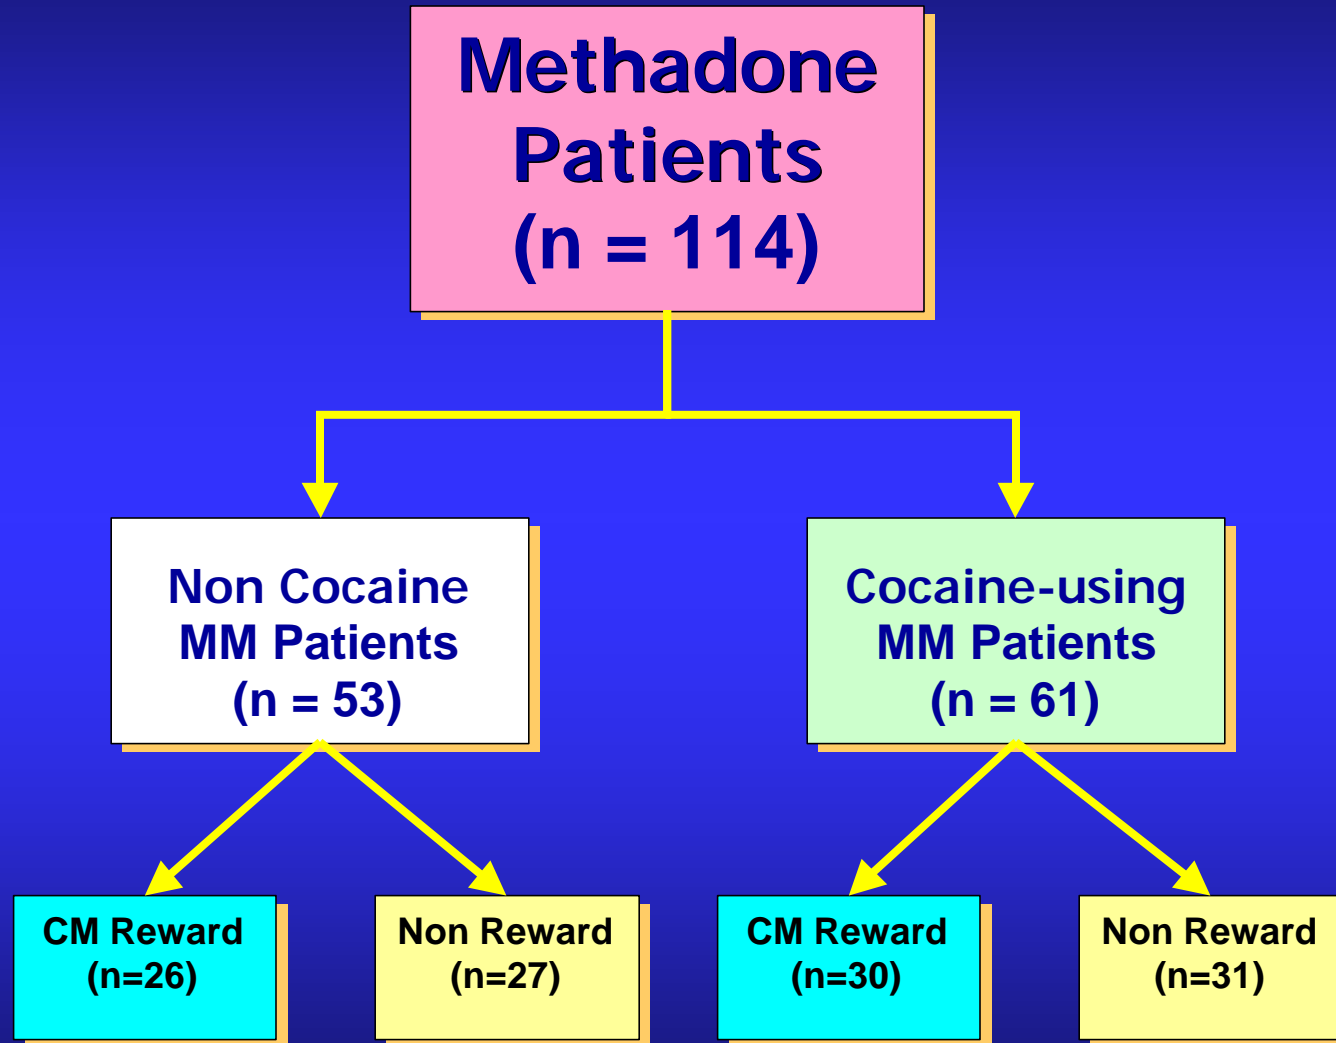 Methadone
Patients
(n = 114)
Non Cocaine
MM Patients
(n = 53)
Cocaine-using
MM Patients
(n = 61)
CM Reward
(n=26)
Non Reward
(n=27)
CM Reward
(n=30)
Non Reward
(n=31)